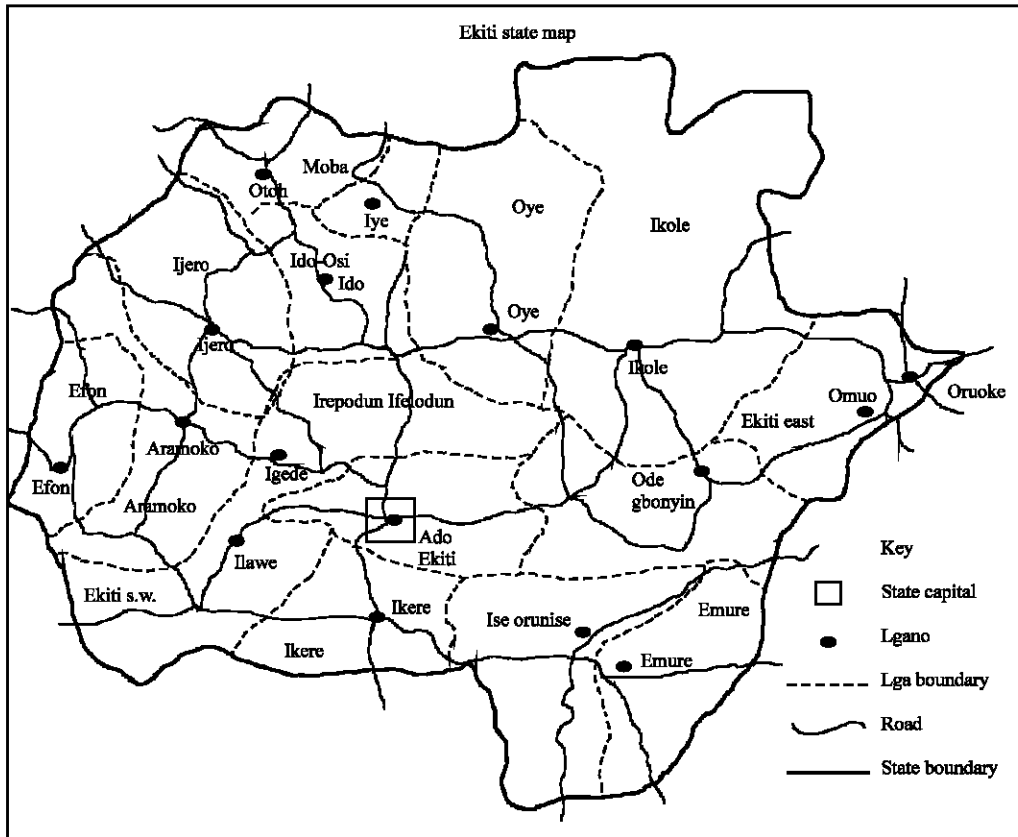 Ekiti state map
Moba
Otoh
Iye
Oye
Ikole
Ijero
Ido-Osi
Ido
Oye
Ijero
Ikole
Efon
Irepodun Ifelodun
Omuo
Oruoke
Ekiti east
Aramoko
Igede
Efon
Aramoko
Ode
gbonyin
Ado
Ekiti
Ilawe
Key
State capital
Ekiti s.w.
Ikere
Ise orunise
Emure
Lgano
Ikere
Emure
Lga boundary
Road
State boundary